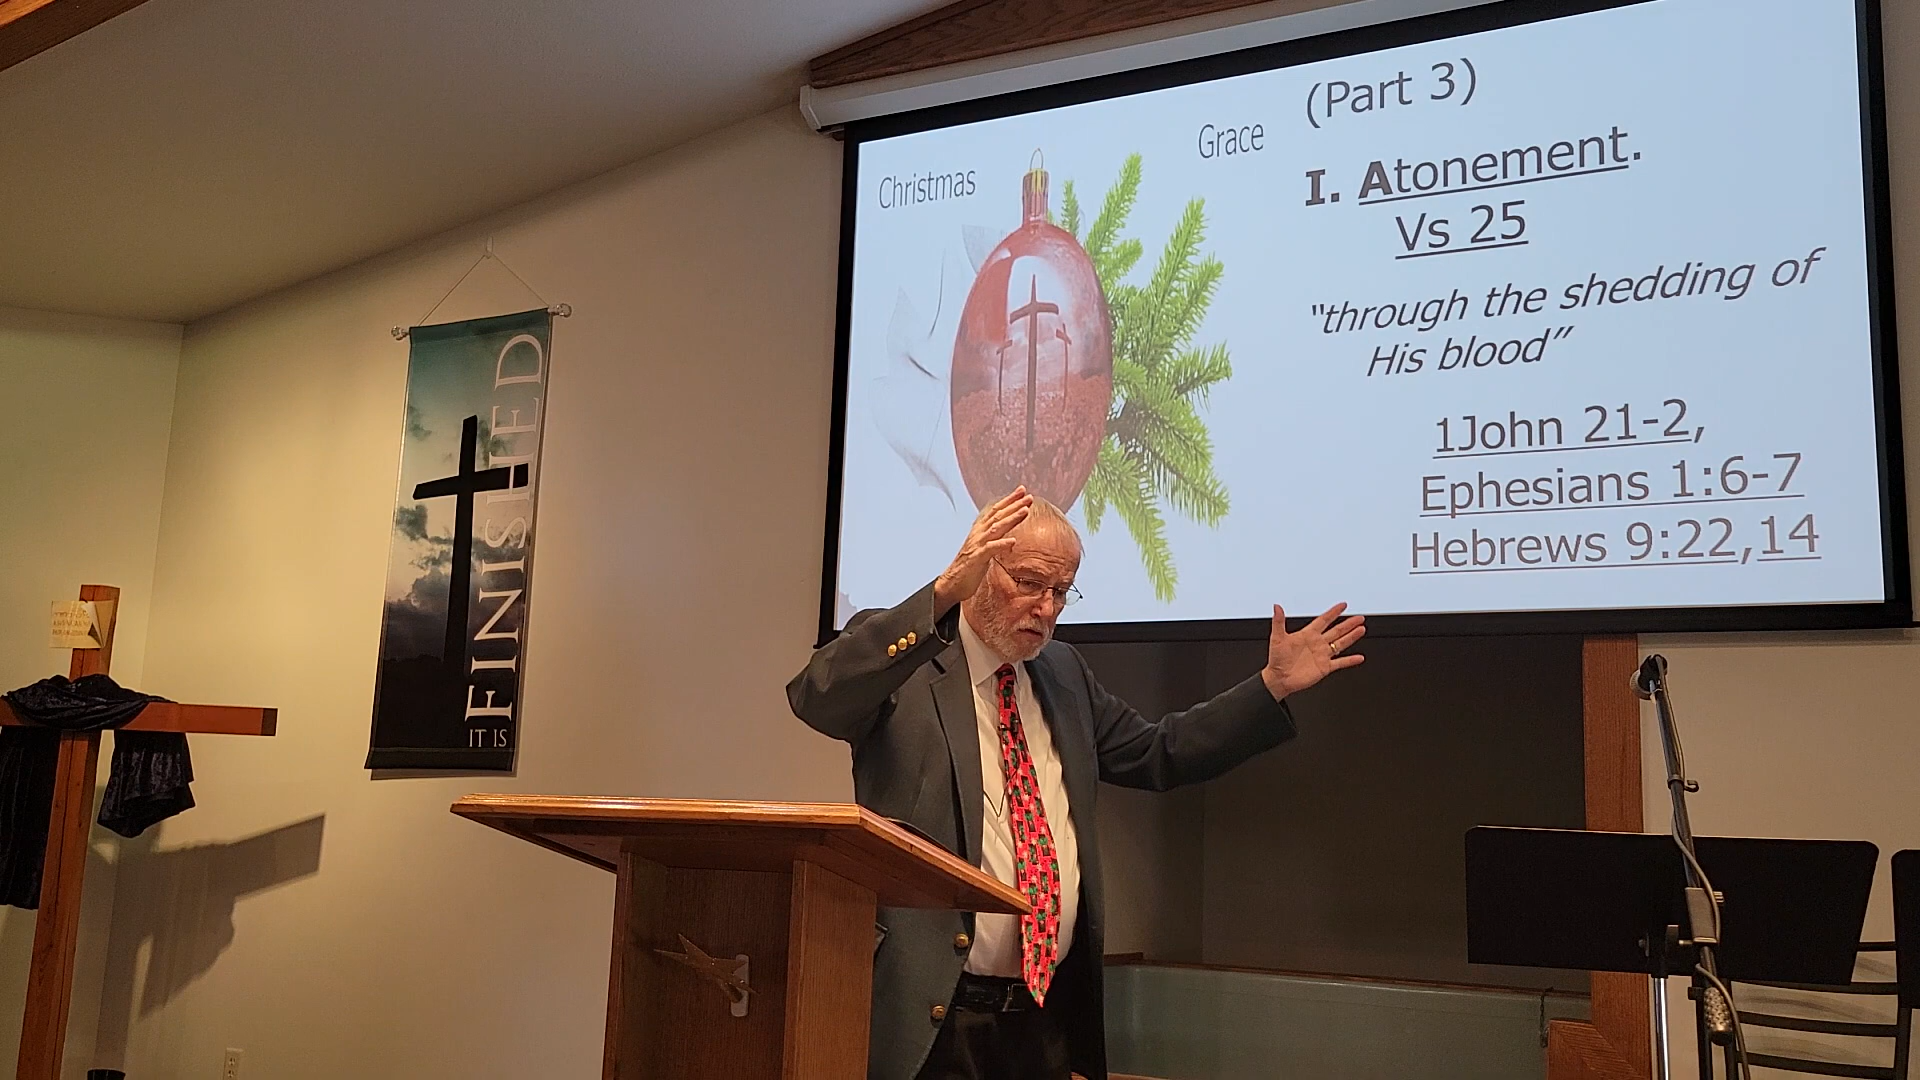 (Part 3)
Christmas
Grace
I. Atonement.
Vs 25
“through the shedding of
His blood”
1John 21-2,
Ephesians 1:6-7
Hebrews 9:22,14
IT IS
FINISHED